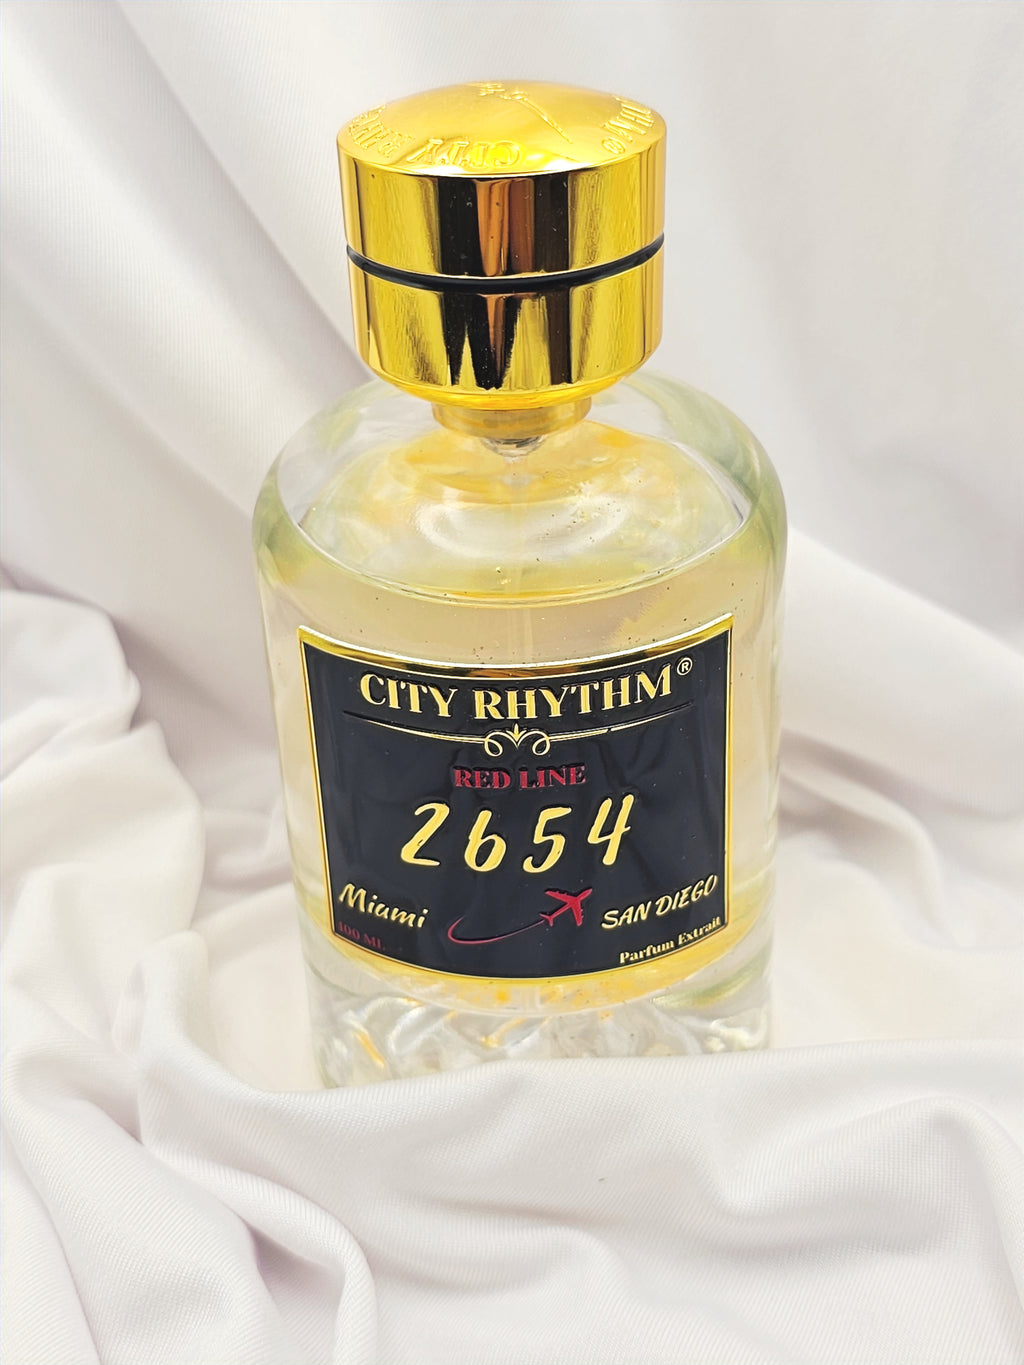 CITY RHYTHM®
RED LINE
2654
Miami
SAN DIEGO
100 ML
Parfum Extrait